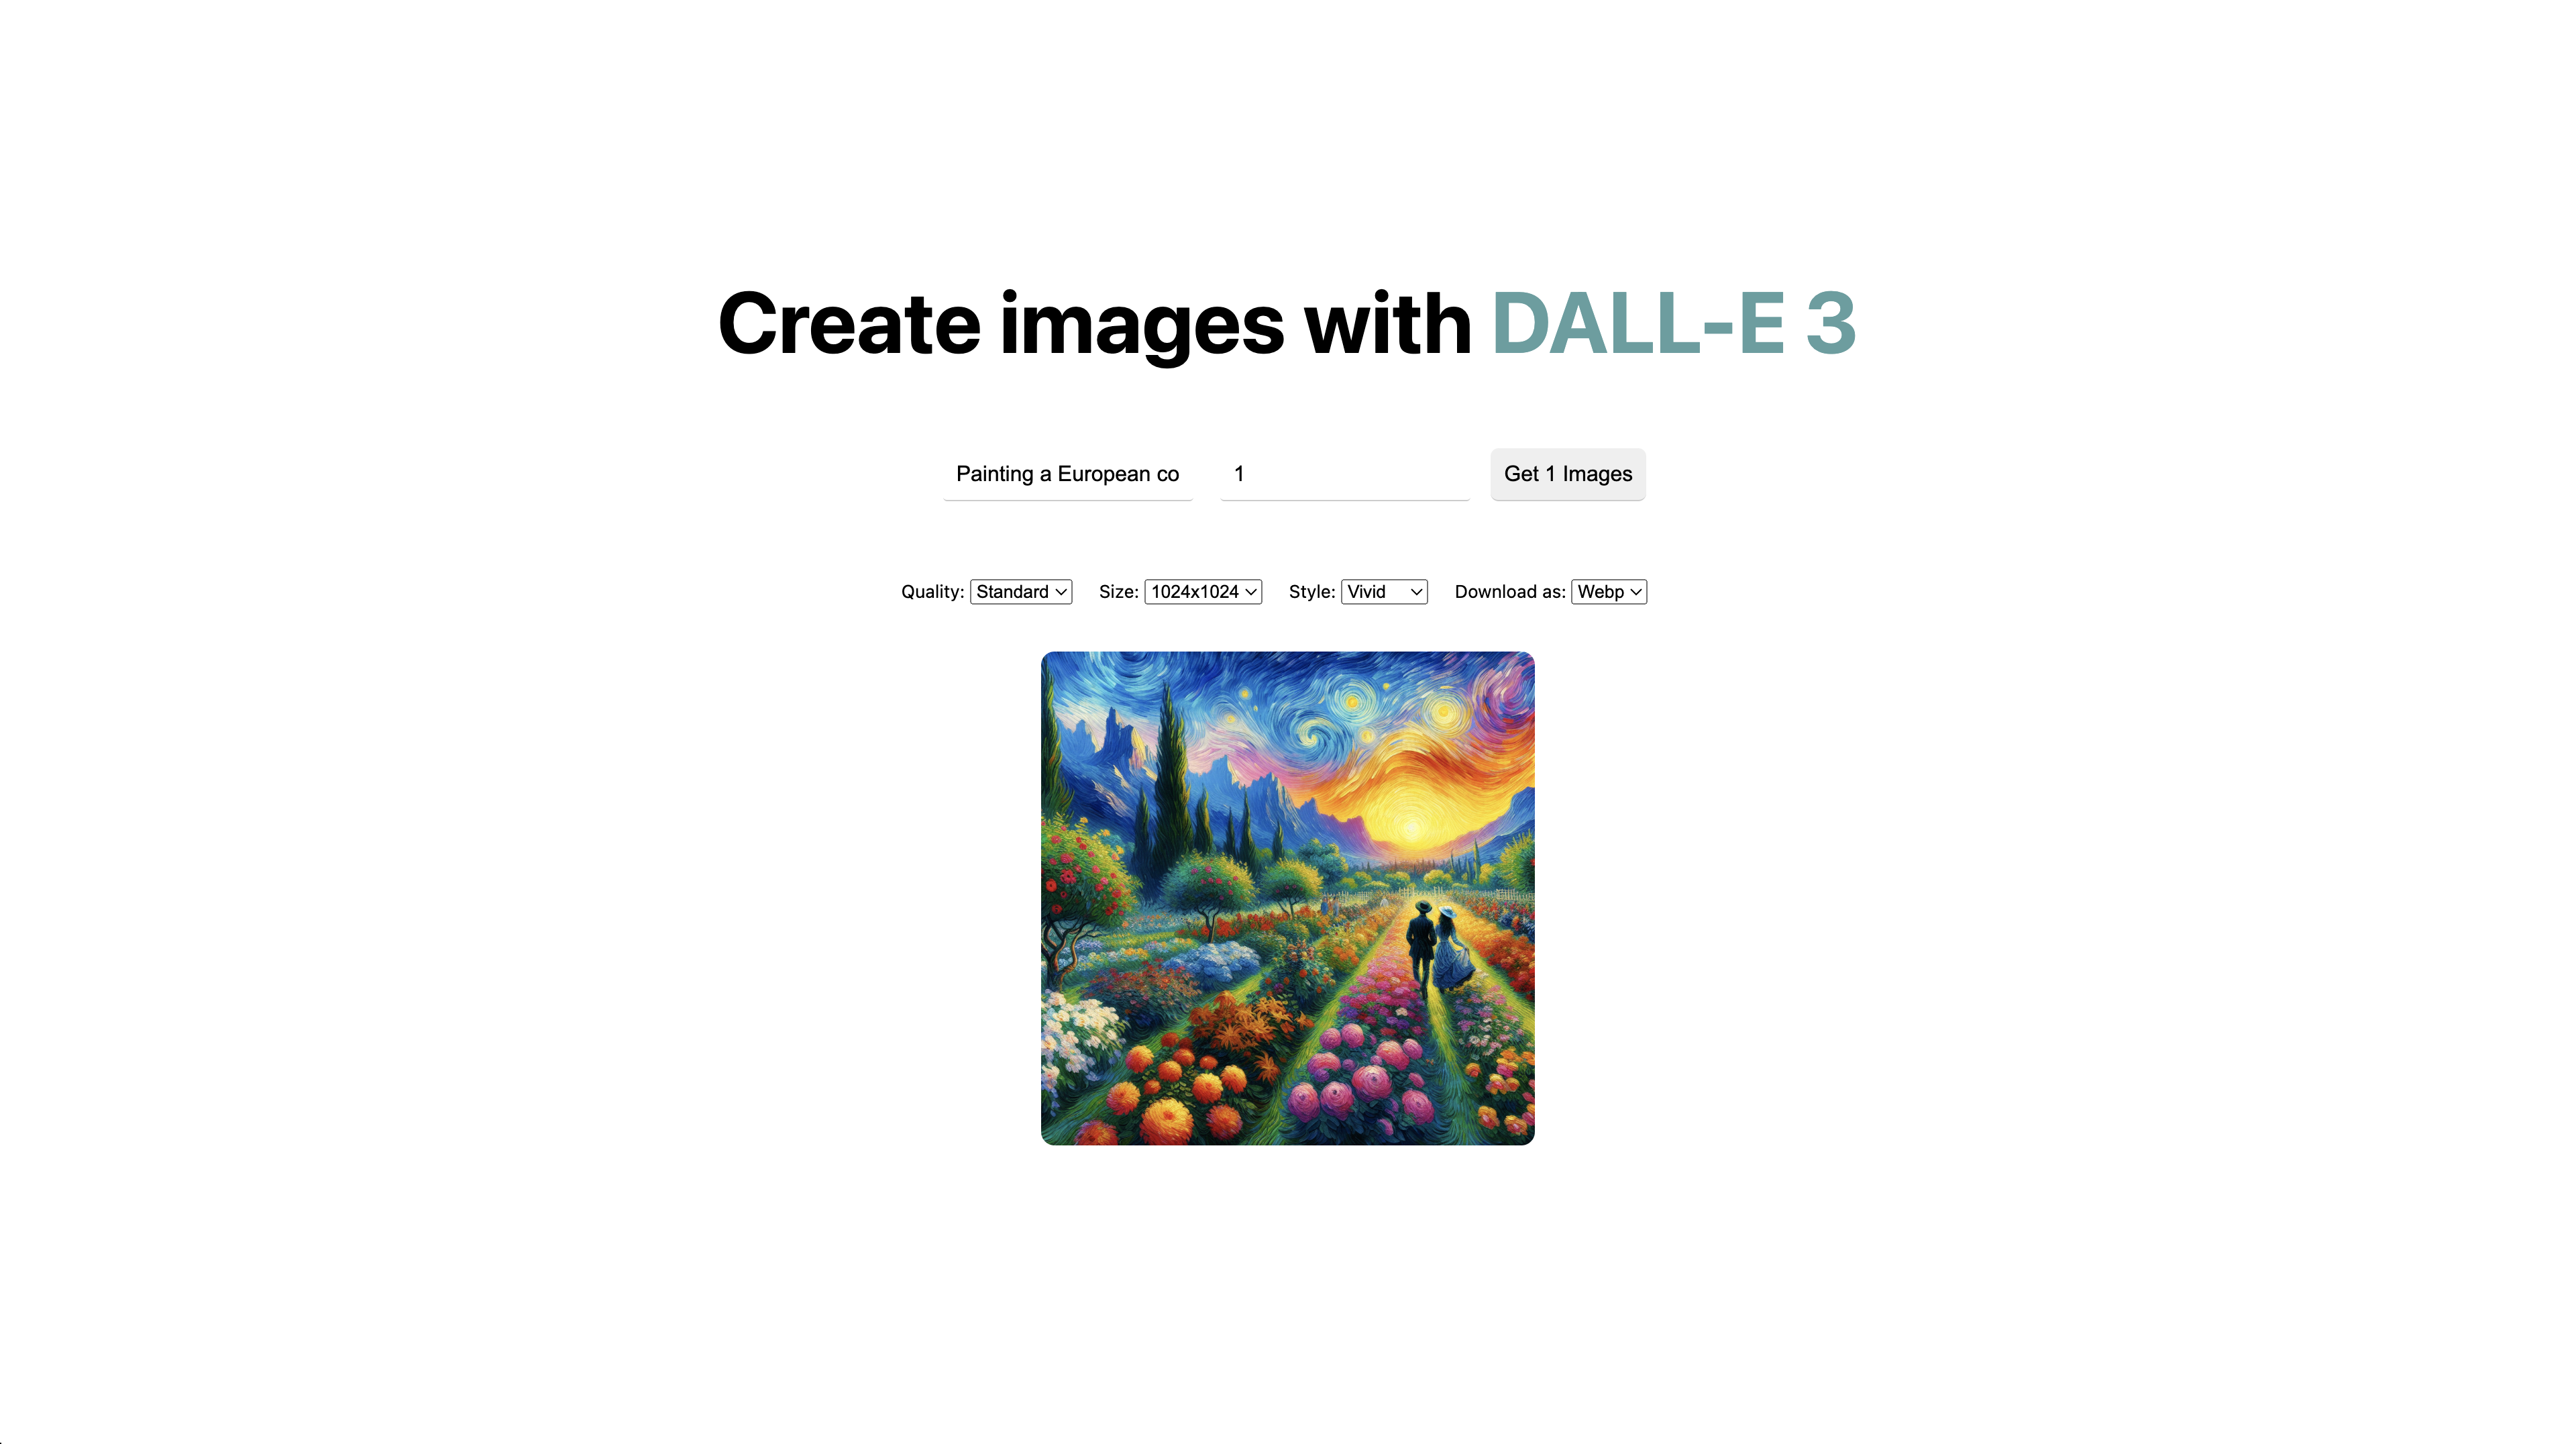 Create images with DALL-E 3
Painting a European co 1 Get 1 Images
Quality: Standard Size: 1024x1024 Style: Vivid Download as: Webp